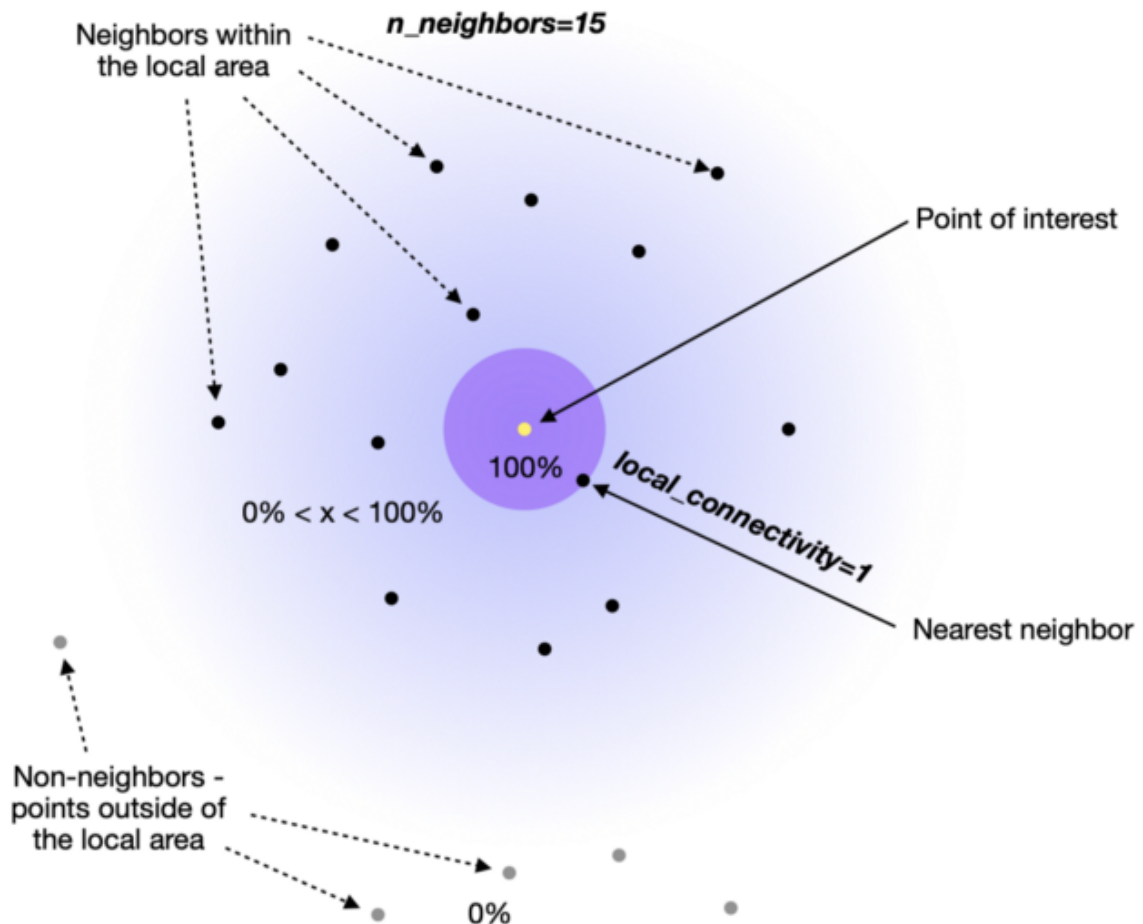 n_neighbors=15
Neighbors within
the local area
Point of interest
100%
local_connectivity=1
0% < x < 100%
Nearest neighbor
Non-neighbors -
points outside of
the local area
0%